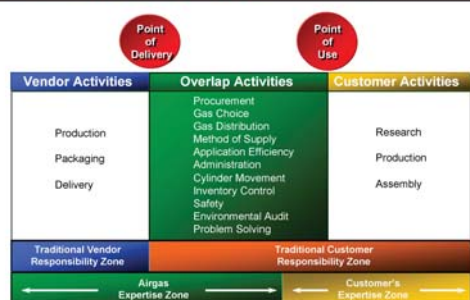 Point
of
Delivery
Point
of
Use
Vendor Activities
Overlap Activities
Customer Activities
Production
Packaging
Delivery
Procurement
Gas Choice
Gas Distribution
Method of Supply
Application Efficiency
Administration
Cylinder Movement
Inventory Control
Safety
Environmental Audit
Problem Solving
Research
Production
Assembly
Traditional Vendor
Responsibility Zone
Traditional Customer
Responsibility Zone
Airgas
Expertise Zone
Customer's
Expertise Zone